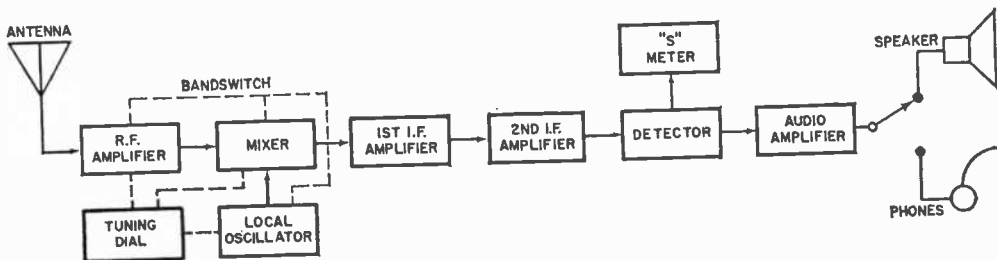 ANTENNA
BANDSWITCH
R.F.
AMPLIFIER
MIXER
TUNING
DIAL
LOCAL
OSCILLATOR
1ST I.F.
AMPLIFIER
2ND I.F.
AMPLIFIER
"S"
METER
DETECTOR
AUDIO
AMPLIFIER
SPEAKER
PHONES